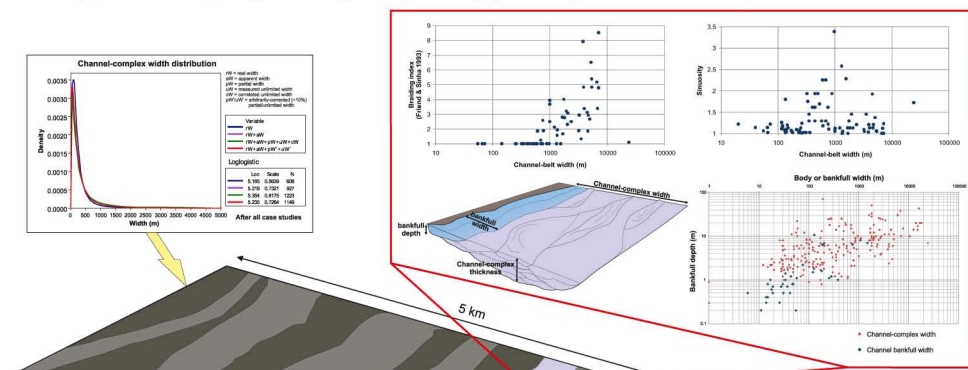 Channel-complex width distribution
rW = real width
aW = apparent width
pW = partial width
uW = measured unlimited width
cW = correlated unlimited width
pW'uW' = arbitrarily-corrected (+10%)
partial/unlimited width
Variable
rW
rW+aW
rW+aW+pW+uW+cW
rW+aW+pW'+uW'
Loglogistic
Loc Scale N
5.185 0.5639 608
5.219 0.7321 927
5.354 0.8175 1223
5.235 0.7264 1149
After all case studies
Density
0.0035
0.0030
0.0025
0.0020
0.0015
0.0010
0.0005
0.0000
0 500 1000 1500 2000 2500 3000 3500 4000 4500 5000
Width (m)
Braiding index
(Friend & Sinha 1993)
9
8
7
6
5
4
3
2
1
10 100 1000 10000 100000
Channel-belt width (m)
Sinuosity
3.5
3
2.5
2
1.5
1
10 100 1000 10000 100000
Channel-belt width (m)
Channel-complex width
bankfull width
bankfull depth
Channel-complex thickness
Body or bankfull width (m)
1 10 100 1000 10000 100000
Bankfull depth (m)
100
10
1
0.1
Channel-complex width
Channel bankfull width
5 km